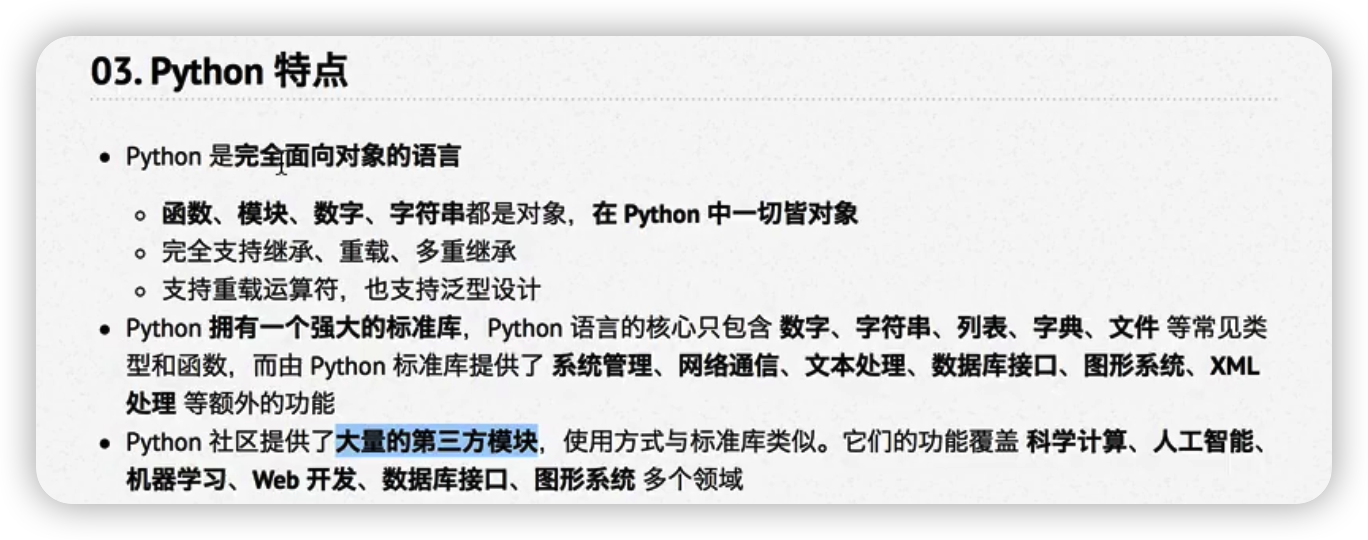 03. Python 特点
• Python 是完全面向对象的语言
◦ 函数、模块、数字、字符串都是对象，在 Python 中一切皆对象
◦ 完全支持继承、重载、多重继承
◦ 支持重载运算符，也支持泛型设计
• Python 拥有一个强大的标准库，Python 语言的核心只包含 数字、字符串、列表、字典、文件 等常见类
型和函数，而由 Python 标准库提供了 系统管理、网络通信、文本处理、数据库接口、图形系统、XML
处理 等额外的功能
• Python 社区提供了大量的第三方模块，使用方式与标准库类似。它们的功能覆盖 科学计算、人工智能、
机器学习、Web 开发、数据库接口、图形系统 多个领域